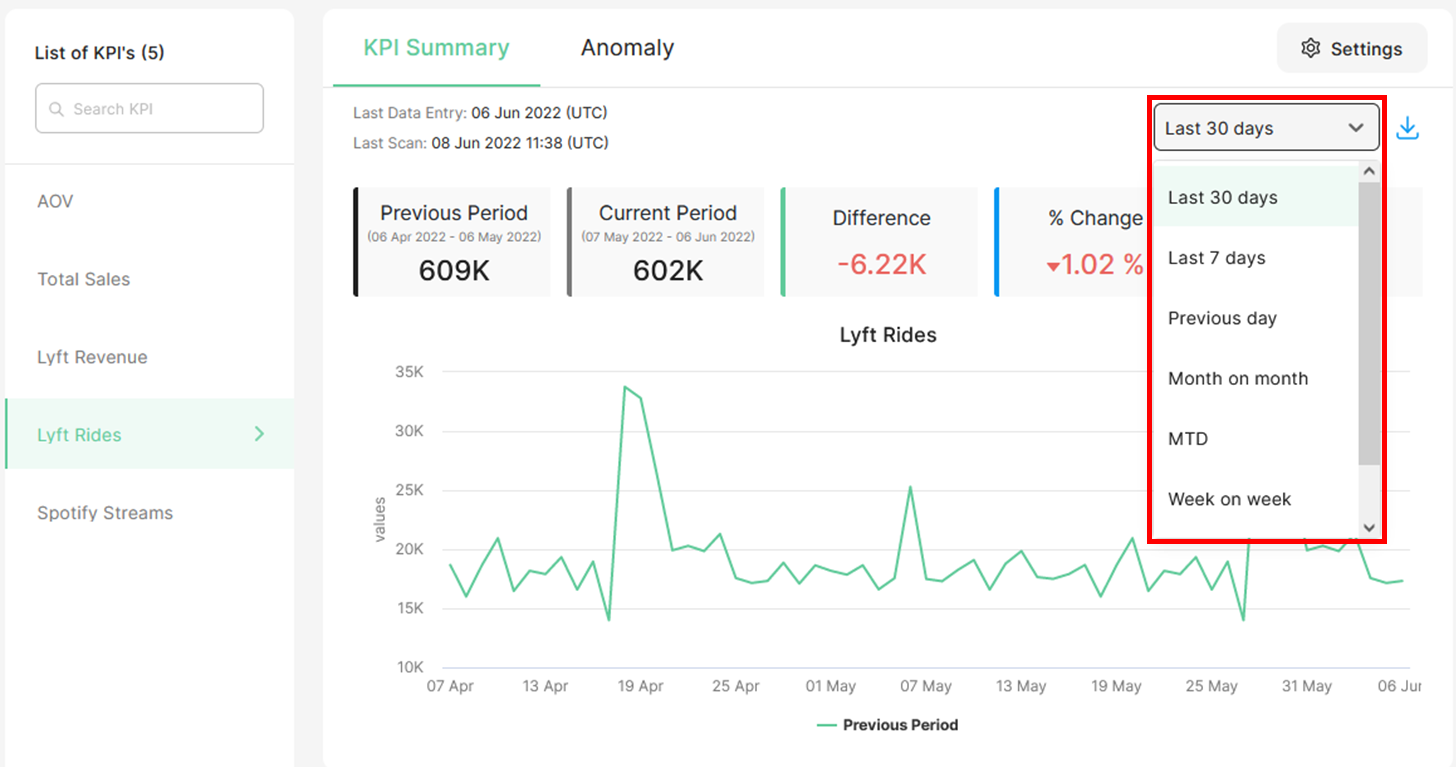 List of KPI's (5)
Search KPI
AOV
Total Sales
Lyft Revenue
Lyft Rides
Spotify Streams
KPI Summary
Anomaly
Settings
Last Data Entry: 06 Jun 2022 (UTC)
Last Scan: 08 Jun 2022 11:38 (UTC)
Last 30 days
Last 30 days
Last 7 days
Previous day
Month on month
MTD
Week on week
Previous Period
(06 Apr 2022 - 06 May 2022)
609K
Current Period
(07 May 2022 - 06 Jun 2022)
602K
Difference
-6.22K
% Change
1.02 %
Lyft Rides
values
35K
30K
25K
20K
15K
10K
07 Apr 13 Apr 19 Apr 25 Apr 01 May 07 May 13 May 19 May 25 May 31 May 06
Previous Period